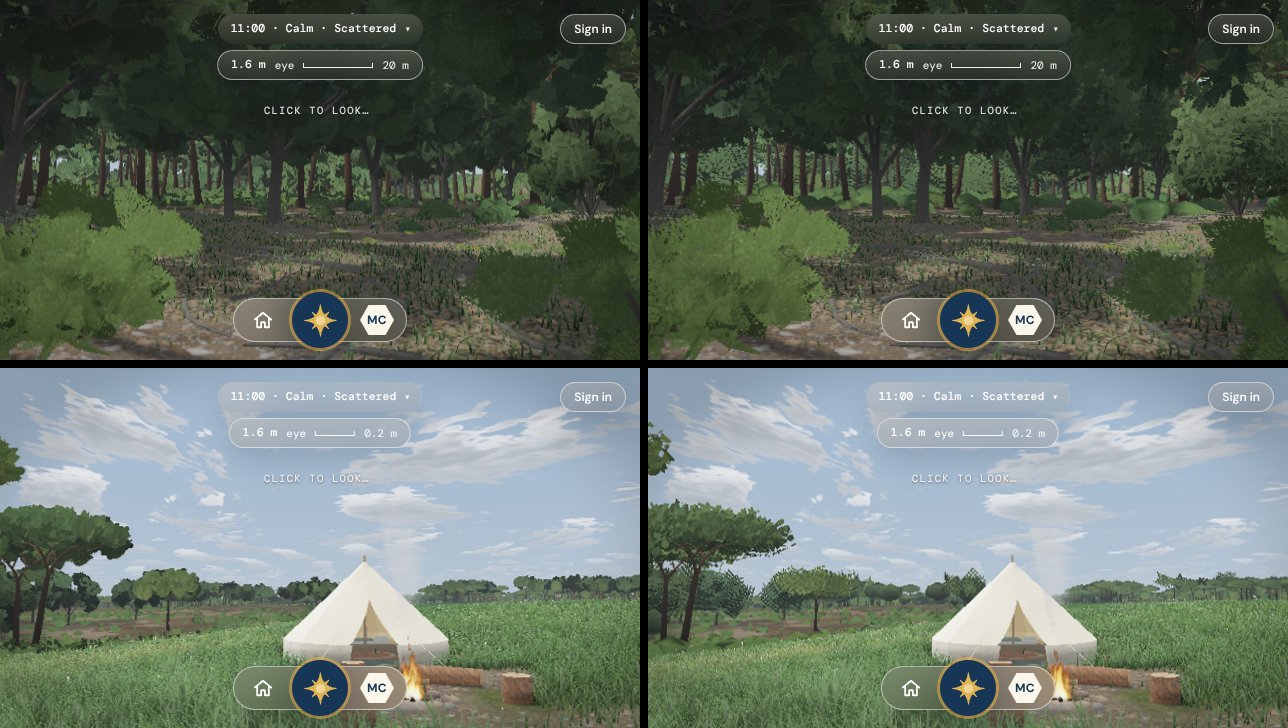 11:00 · Calm · Scattered ▾
Sign in
1.6 m eye 20 m
CLICK TO LOOK…
MC
11:00 · Calm · Scattered ▾
Sign in
1.6 m eye 20 m
CLICK TO LOOK…
MC
11:00 · Calm · Scattered ▾
Sign in
1.6 m eye 0.2 m
CLICK TO LOOK…
MC
11:00 · Calm · Scattered ▾
Sign in
1.6 m eye 0.2 m
CLICK TO LOOK…
MC